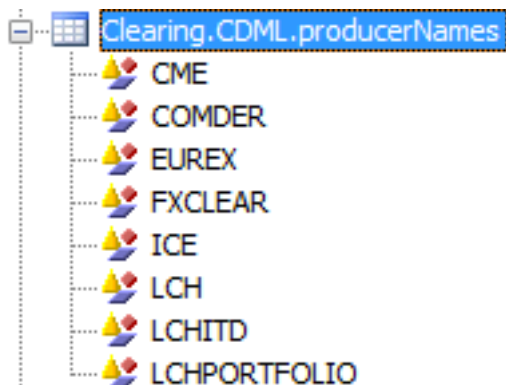 Clearing.CDML.producerNames
CME
COMDER
EUREX
FXCLEAR
ICE
LCH
LCHITD
LCHPORTFOLIO